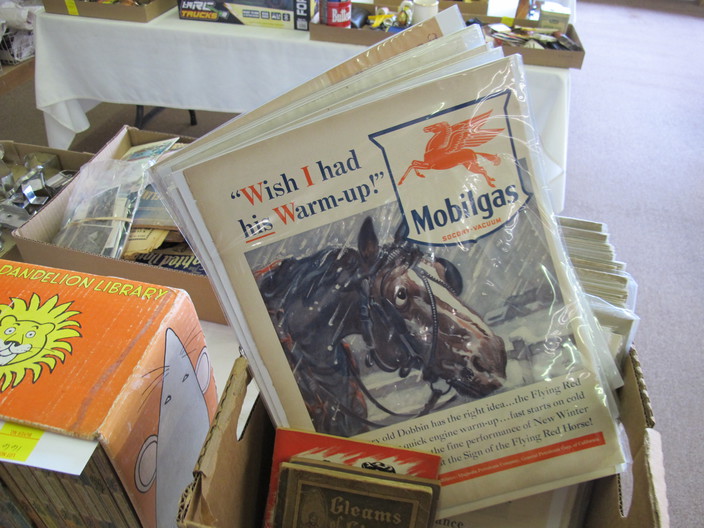 TRUCKS
DANDELION LIBRARY
"Wish I had
his Warm-up!"
Mobilgas
SOCONY-VACUUM
old Dobbin has the right idea...the Flying Red
quick engine warm-up...fast starts on cold
the fine performance of New Winter
the Sign of the Flying Red Horse!
Gleams